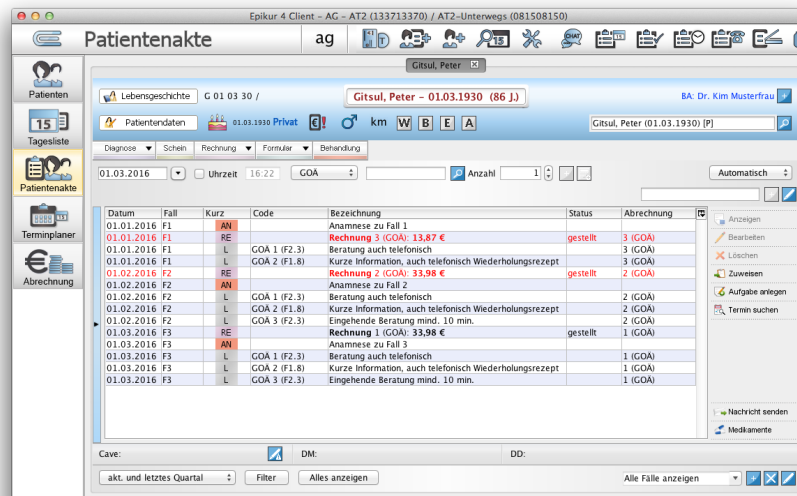 Epikur 4 Client - AG - AT2 (133713370) / AT2-Unterwegs (081508150)
Patientenakte ag
Gitsul, Peter
Patienten
Tagesliste
Patientenakte
Terminplaner
Abrechnung
Lebensgeschichte G 01 03 30 / Gitsul, Peter - 01.03.1930 (86 J.) BA: Dr. Kim Musterfrau
Patientendaten 01.03.1930 Privat km W B E A Gitsul, Peter (01.03.1930) [P]
Diagnose Schein Rechnung Formular Behandlung
01.03.2016 Uhrzeit 16:22 GOÄ Anzahl 1 Automatisch
Datum Fall Kurz Code Bezeichnung Status Abrechnung
01.01.2016 F1 AN Anamnese zu Fall 1
01.01.2016 F1 RE Rechnung 3 (GOÄ): 13,87 € gestellt 3 (GOÄ)
01.01.2016 F1 L GOÄ 1 (F2.3) Beratung auch telefonisch 3 (GOÄ)
01.01.2016 F1 L GOÄ 2 (F1.8) Kurze Information, auch telefonisch Wiederholungsrezept 3 (GOÄ)
01.02.2016 F2 RE Rechnung 2 (GOÄ): 33,98 € gestellt 2 (GOÄ)
01.02.2016 F2 AN Anamnese zu Fall 2
01.02.2016 F2 L GOÄ 1 (F2.3) Beratung auch telefonisch 2 (GOÄ)
01.02.2016 F2 L GOÄ 2 (F1.8) Kurze Information, auch telefonisch Wiederholungsrezept 2 (GOÄ)
01.02.2016 F2 L GOÄ 3 (F2.3) Eingehende Beratung mind. 10 min. 2 (GOÄ)
01.03.2016 F3 RE Rechnung 1 (GOÄ): 33,98 € gestellt 1 (GOÄ)
01.03.2016 F3 AN Anamnese zu Fall 3
01.03.2016 F3 L GOÄ 1 (F2.3) Beratung auch telefonisch 1 (GOÄ)
01.03.2016 F3 L GOÄ 2 (F1.8) Kurze Information, auch telefonisch Wiederholungsrezept 1 (GOÄ)
01.03.2016 F3 L GOÄ 3 (F2.3) Eingehende Beratung mind. 10 min. 1 (GOÄ)
Anzeigen
Bearbeiten
Löschen
Zuweisen
Aufgabe anlegen
Termin suchen
Nachricht senden
Medikamente
Cave: DM: DD:
akt. und letztes Quartal Filter Alles anzeigen Alle Fälle anzeigen